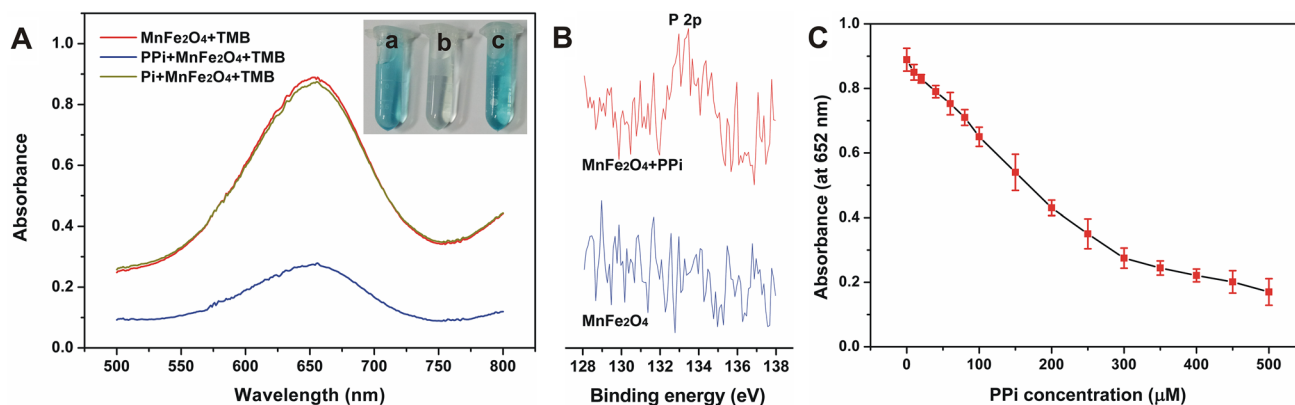 A
MnFe₂O₄+TMB
PPi+MnFe₂O₄+TMB
Pi+MnFe₂O₄+TMB
a b c
1.0
0.8
0.6
0.4
0.2
0.0
Absorbance
500 550 600 650 700 750 800
Wavelength (nm)
B
P 2p
MnFe₂O₄+PPi
MnFe₂O₄
128 130 132 134 136 138
Binding energy (eV)
C
1.0
0.8
0.6
0.4
0.2
0.0
Absorbance (at 652 nm)
0 100 200 300 400 500
PPi concentration (μM)